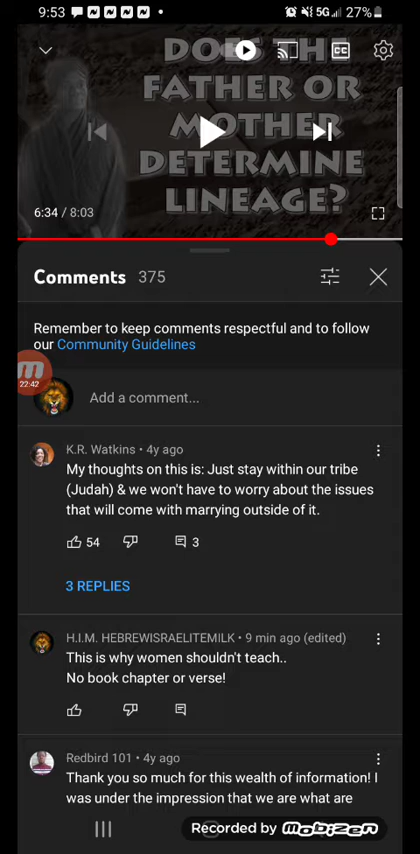 9:53
5G
27%
DOES THE
FATHER OR
MOTHER
DETERMINE
LINEAGE?
CC
6:34 / 8:03
Comments 375
Remember to keep comments respectful and to follow
our Community Guidelines
22:42
Add a comment...
K.R. Watkins • 4y ago
My thoughts on this is: Just stay within our tribe
(Judah) & we won't have to worry about the issues
that will come with marrying outside of it.
54
3
3 REPLIES
H.I.M. HEBREWISRAELITEMILK • 9 min ago (edited)
This is why women shouldn't teach..
No book chapter or verse!
Redbird 101 • 4y ago
Thank you so much for this wealth of information! I
was under the impression that we are what are
Recorded by mobizen